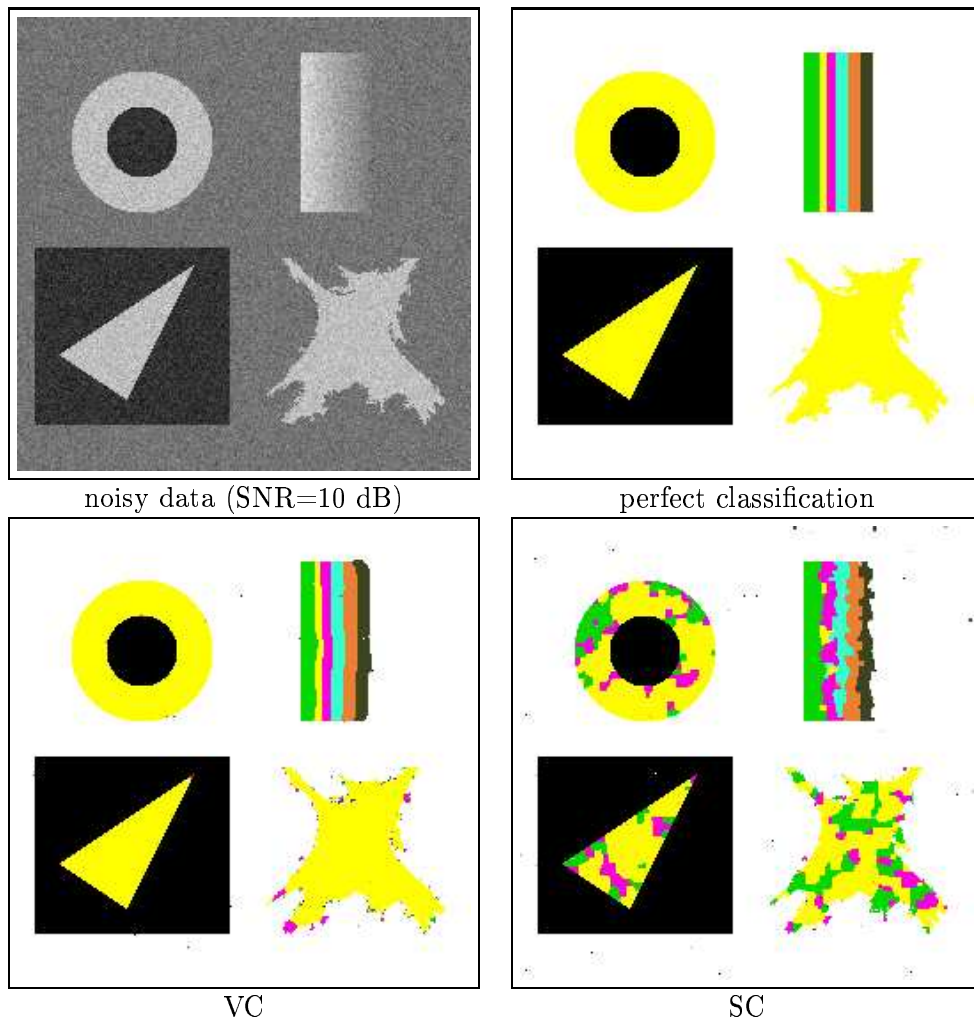 noisy data (SNR=10 dB)
perfect classification
VC
SC